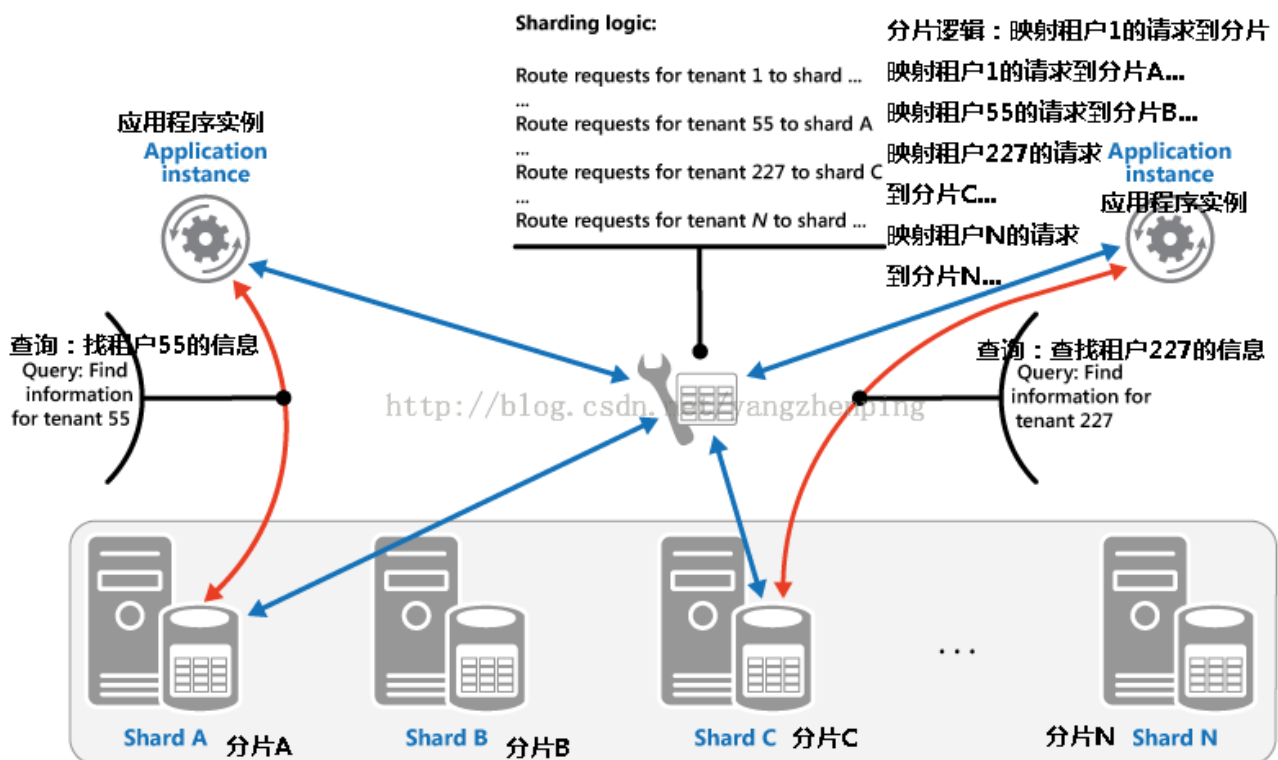 Sharding logic:
Route requests for tenant 1 to shard ...
...
Route requests for tenant 55 to shard A
...
Route requests for tenant 227 to shard C
...
Route requests for tenant N to shard ...
分片逻辑：映射租户1的请求到分片
映射租户1的请求到分片A...
映射租户55的请求到分片B...
映射租户227的请求
到分片C...
映射租户N的请求
到分片N...
应用程序实例
Application
instance
Application
instance
应用程序实例
查询：找租户55的信息
Query: Find
information
for tenant 55
查询：查找租户227的信息
Query: Find
information for
tenant 227
http://blog.csdn.net/yangzhenping
Shard A 分片A
Shard B 分片B
Shard C 分片C
...
分片N Shard N